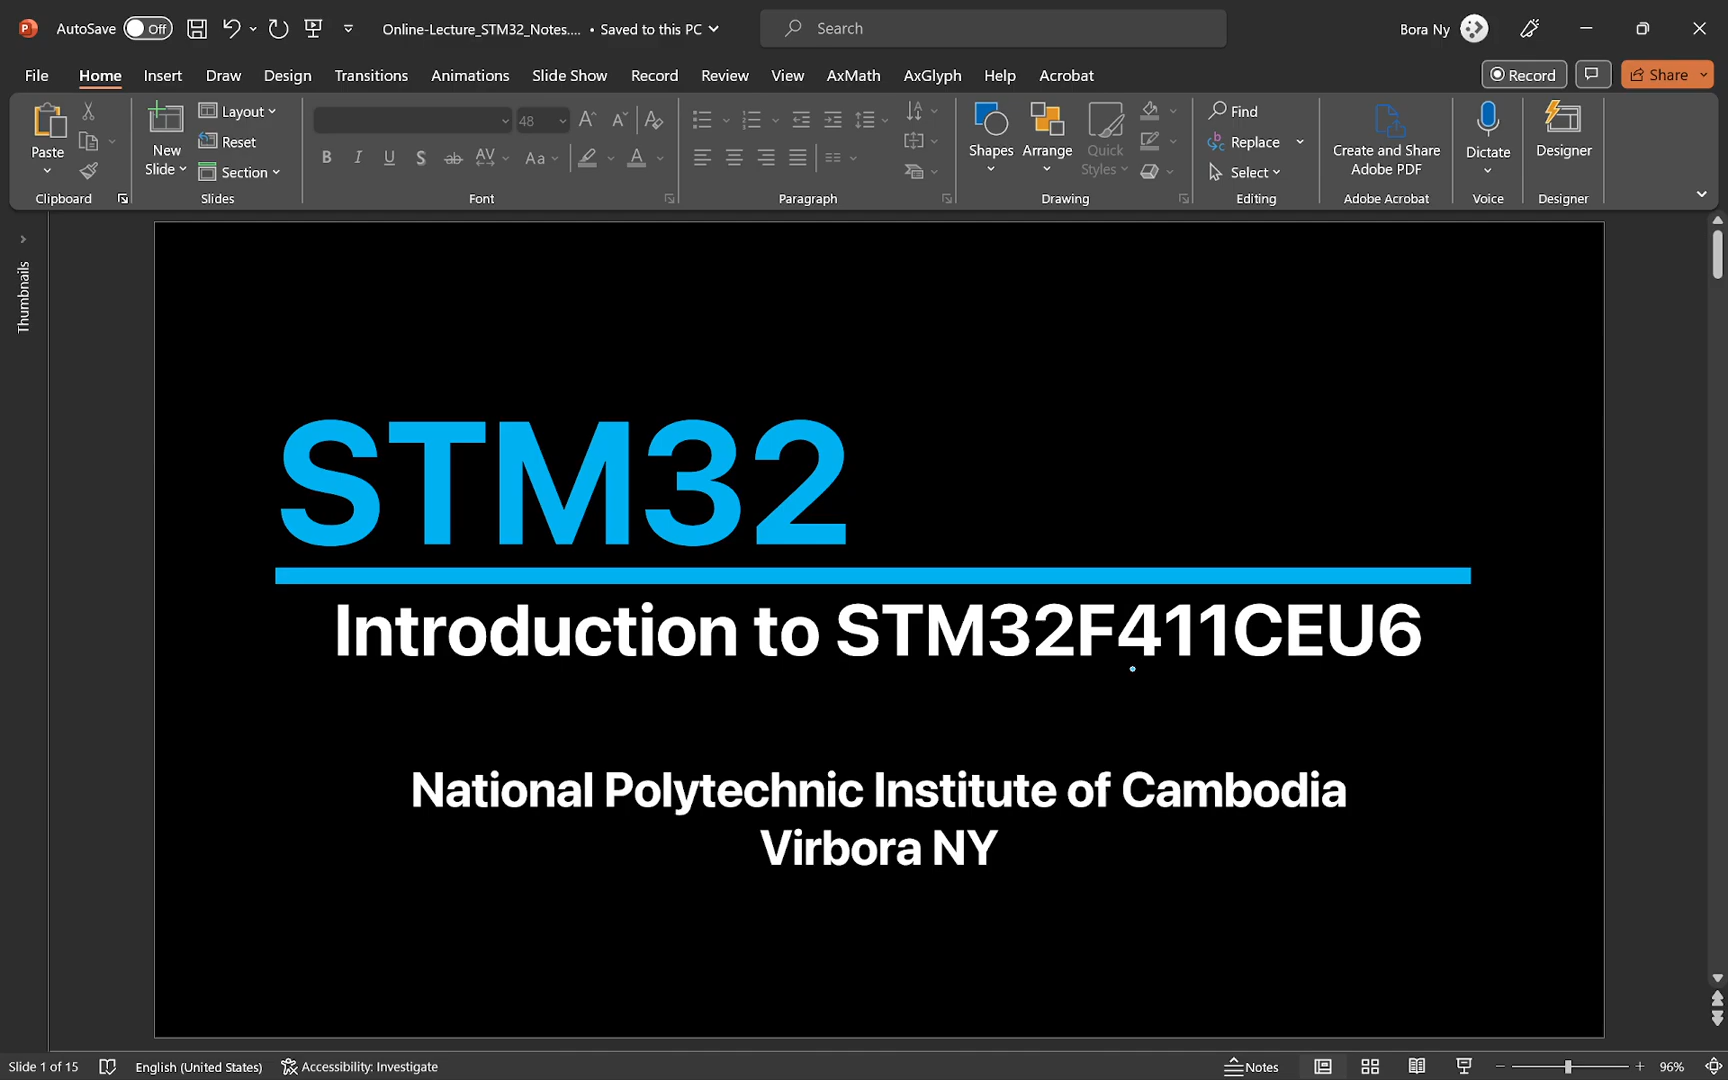 AutoSave Off Online-Lecture_STM32_Notes.... • Saved to this PC Search Bora Ny
File Home Insert Draw Design Transitions Animations Slide Show Record Review View AxMath AxGlyph Help Acrobat Record Share
Paste
Clipboard
New
Slide
Layout
Reset
Section
Slides
48
B I U S ab AV Aa A
Font
Paragraph
Shapes
Arrange
Quick
Styles
Drawing
Find
Replace
Select
Editing
Create and Share
Adobe PDF
Adobe Acrobat
Dictate
Voice
Designer
Designer
Thumbnails
STM32
Introduction to STM32F411CEU6
National Polytechnic Institute of Cambodia
Virbora NY
Slide 1 of 15 English (United States) Accessibility: Investigate Notes 96%